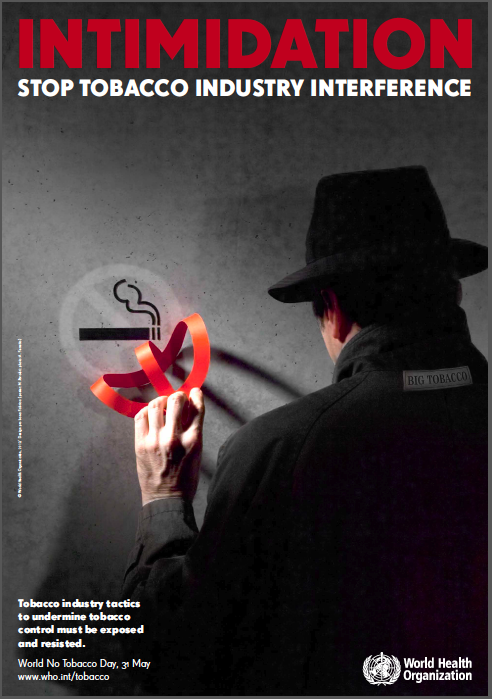 INTIMIDATION
STOP TOBACCO INDUSTRY INTERFERENCE
BIG TOBACCO
Tobacco industry tactics
to undermine tobacco
control must be exposed
and resisted.
World No Tobacco Day, 31 May
www.who.int/tobacco
World Health
Organization